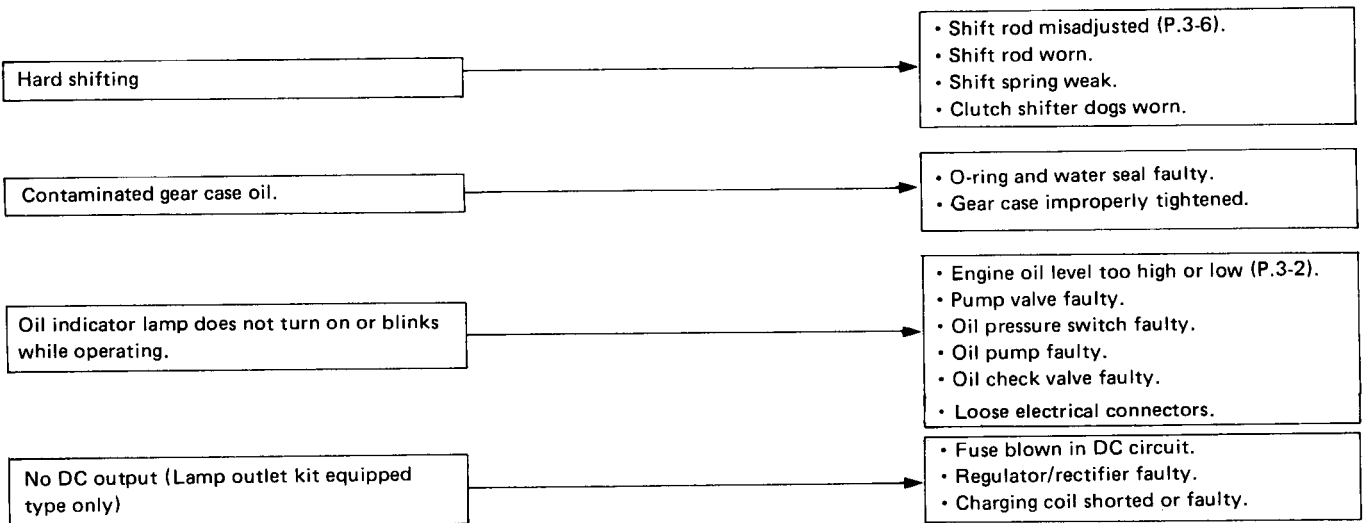 Hard shifting
• Shift rod misadjusted (P.3-6).
• Shift rod worn.
• Shift spring weak.
• Clutch shifter dogs worn.
Contaminated gear case oil.
• O-ring and water seal faulty.
• Gear case improperly tightened.
Oil indicator lamp does not turn on or blinks
while operating.
• Engine oil level too high or low (P.3-2).
• Pump valve faulty.
• Oil pressure switch faulty.
• Oil pump faulty.
• Oil check valve faulty.
• Loose electrical connectors.
No DC output (Lamp outlet kit equipped
type only)
• Fuse blown in DC circuit.
• Regulator/rectifier faulty.
• Charging coil shorted or faulty.